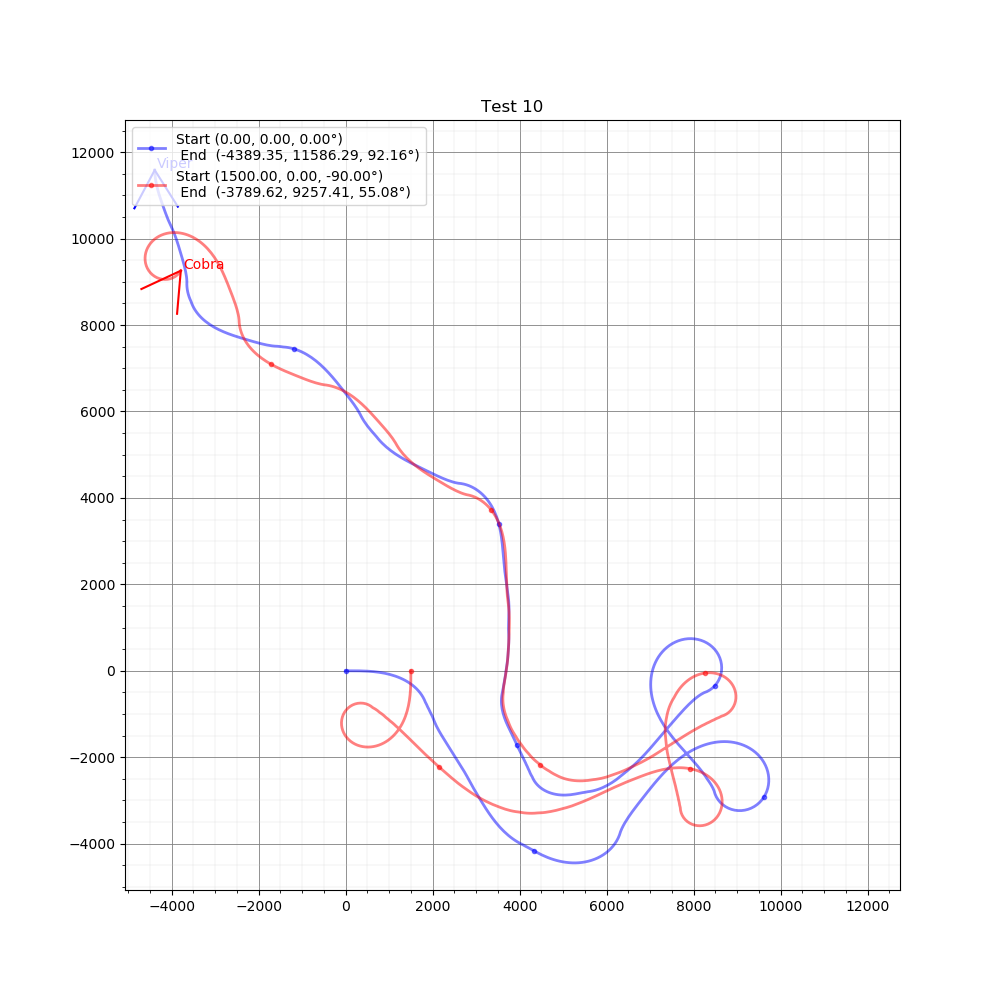 Test 10
Start (0.00, 0.00, 0.00°)
End (-4389.35, 11586.29, 92.16°)
Start (1500.00, 0.00, -90.00°)
End (-3789.62, 9257.41, 55.08°)
Viper
Cobra
12000
10000
8000
6000
4000
2000
0
−2000
−4000
−4000 −2000 0 2000 4000 6000 8000 10000 12000